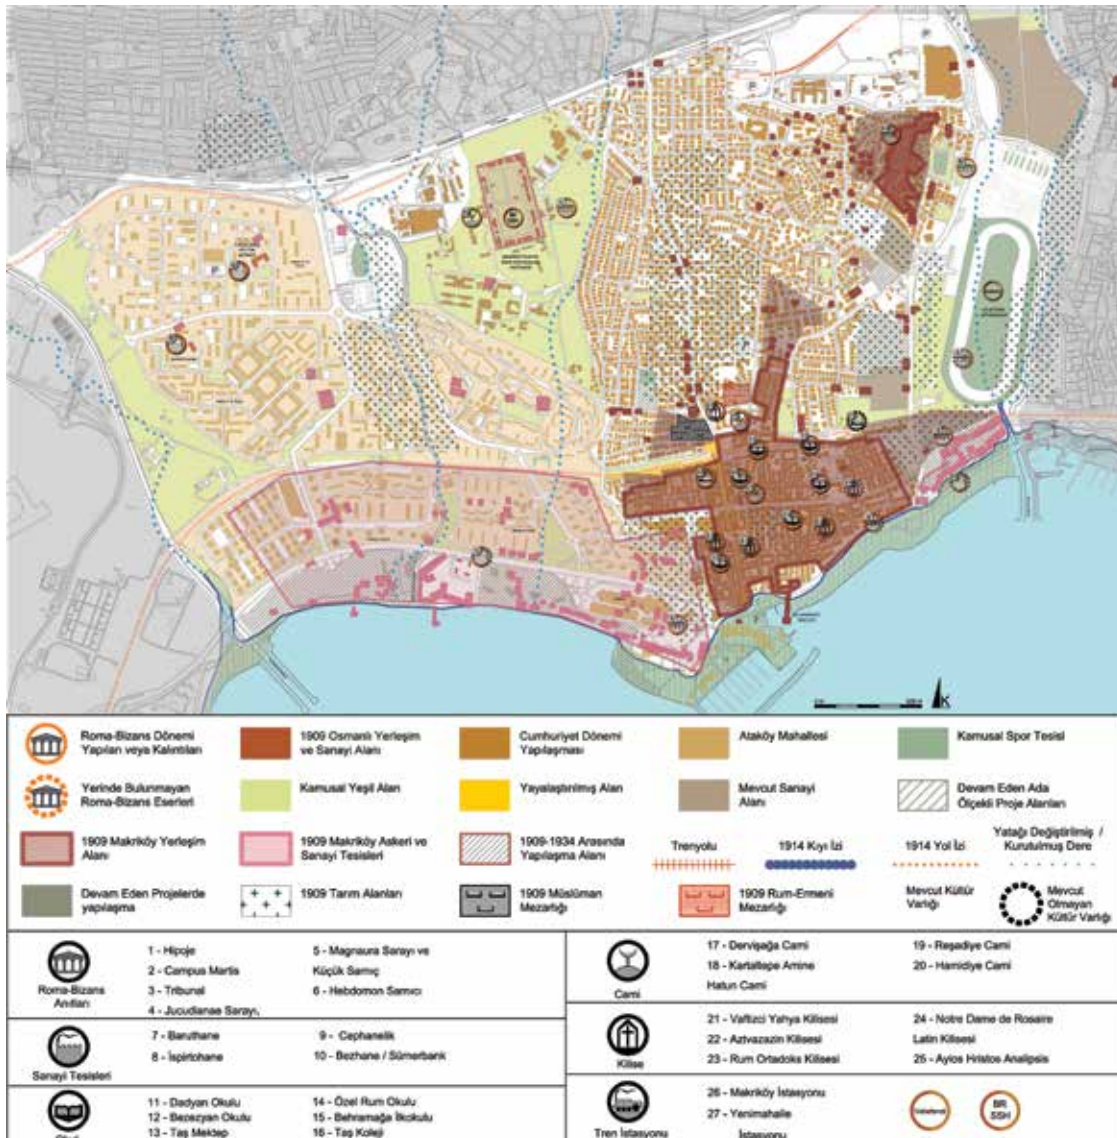 K
Roma-Bizans Dönemi
Yapıları veya Kalıntıları
1909 Osmanlı Yerleşim
ve Sanayi Alanı
Cumhuriyet Dönemi
Yapılaşması
Ataköy Mahallesi
Kamusal Spor Tesisi
Yerinde Bulunmayan
Roma-Bizans Eserleri
Kamusal Yeşil Alan
Yayalaştırılmış Alan
Mevcut Sanayi
Alanı
Devam Eden Ada
Ölçekli Proje Alanları
1909 Makriköy Yerleşim
Alanı
1909 Makriköy Askeri ve
Sanayi Tesisleri
1909-1934 Arasında
Yapılaşma Alanı
Trenyolu
1914 Kıyı İzi
1914 Yol İzi
Yatağı Değiştirilmiş /
Kurutulmuş Dere
Devam Eden Projelerde
yapılaşma
1909 Tarım Alanları
1909 Müslüman
Mezarlığı
1909 Rum-Ermeni
Mezarlığı
Mevcut Kültür
Varlığı
Mevcut
Olmayan
Kültür Varlığı
Roma-Bizans
Anıtları
1 - Hipoje
2 - Campus Martis
3 - Tribunal
4 - Jucudianae Sarayı,
5 - Magnaura Sarayı ve
Küçük Sarnıç
6 - Hebdomon Sarnıcı
Sanayi Tesisleri
7 - Baruthane
8 - İspirtohane
9 - Cephanelik
10 - Bezhane / Sümerbank
11 - Dadyan Okulu
12 - Bezezyan Okulu
13 - Taş Mektep
14 - Özel Rum Okulu
15 - Behramağa İlkokulu
16 - Taş Koleji
Cami
17 - Dervişağa Cami
18 - Kartaltepe Amine
Hatun Cami
19 - Reşadiye Cami
20 - Hamidiye Cami
Kilise
21 - Vaftizci Yahya Kilisesi
22 - Aztvazazin Kilisesi
23 - Rum Ortadoks Kilisesi
24 - Notre Dame de Rosaire
Latin Kilisesi
25 - Ayios Hristos Analipsis
Tren İstasyonu
26 - Makriköy İstasyonu
27 - Yenimahalle
İstasyonu
BR
SSH